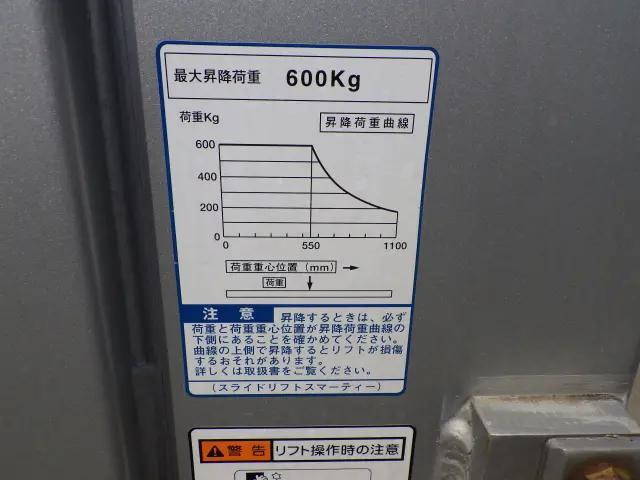 最大昇降荷重 600Kg
荷重Kg
昇降荷重曲線
600
400
200
0
0 550 1100
荷重重心位置(mm)
荷重
注意 昇降するときは、必ず
荷重と荷重重心位置が昇降荷重曲線の
下側にあることを確かめてください。
曲線の上側で昇降するとリフトが損傷
するおそれがあります。
詳しくは取扱書をご覧ください。
(スライドリフトスマーティー)
警告 リフト操作時の注意